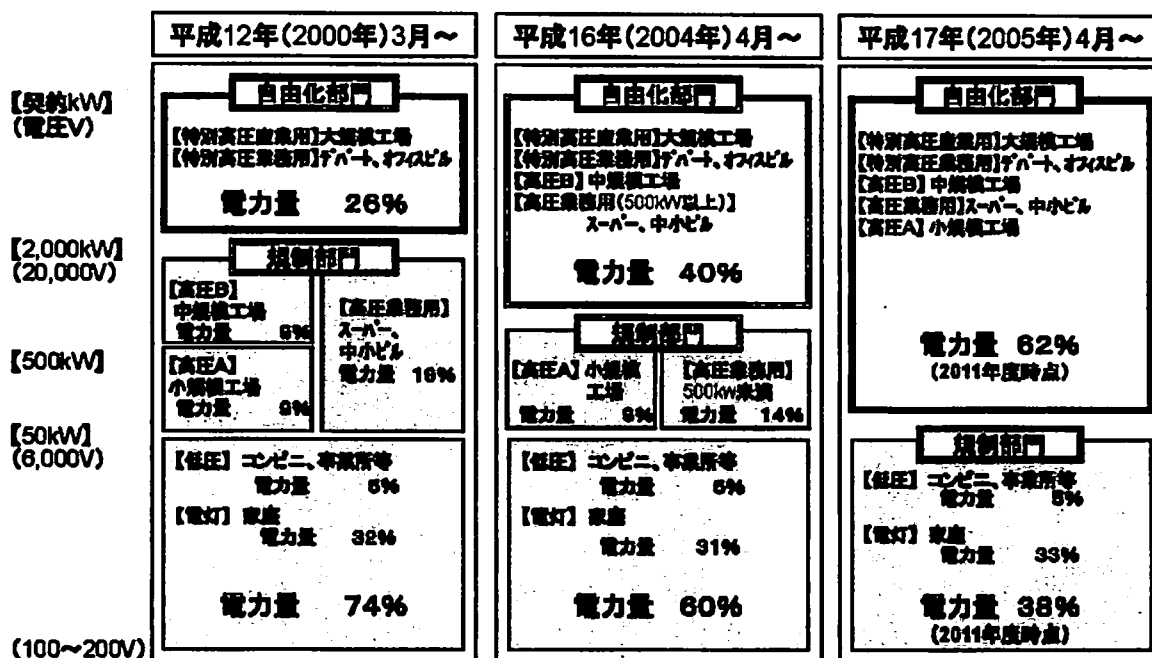 平成12年(2000年)3月～
平成16年(2004年)4月～
平成17年(2005年)4月～
【契約kW】
(電圧V)
【2,000kW】
(20,000V)
【500kW】
【50kW】
(6,000V)
(100～200V)
自由化部門
【特別高圧産業用】大規模工場
【特別高圧業務用】デパート、オフィスビル
電力量 26%
規制部門
【高圧B】
中規模工場
電力量 9%
【高圧A】
小規模工場
電力量 9%
【高圧業務用】
スーパー、
中小ビル
電力量
【低圧】 コンビニ、事業所等
電力量 5%
【電灯】 家庭
電力量 32%
電力量 74%
自由化部門
【特別高圧産業用】大規模工場
【特別高圧業務用】デパート、オフィスビル
【高圧B】 中規模工場
【高圧業務用(500kW以上)】
スーパー、中小ビル
電力量 40%
規制部門
【高圧A】 小規模
工場
電力量
【高圧業務用】
500kw未満
電力量 14%
【低圧】 コンビニ、事業所等
電力量 5%
【電灯】 家庭
電力量 31%
電力量 60%
自由化部門
【特別高圧産業用】大規模工場
【特別高圧業務用】デパート、オフィスビル
【高圧B】 中規模工場
【高圧業務用】スーパー、中小ビル
【高圧A】 小規模工場
電力量 62%
(2011年度時点)
規制部門
【低圧】 コンビニ、事業所等
電力量 5%
【電灯】 家庭
電力量 33%
電力量 38%
(2011年度時点)